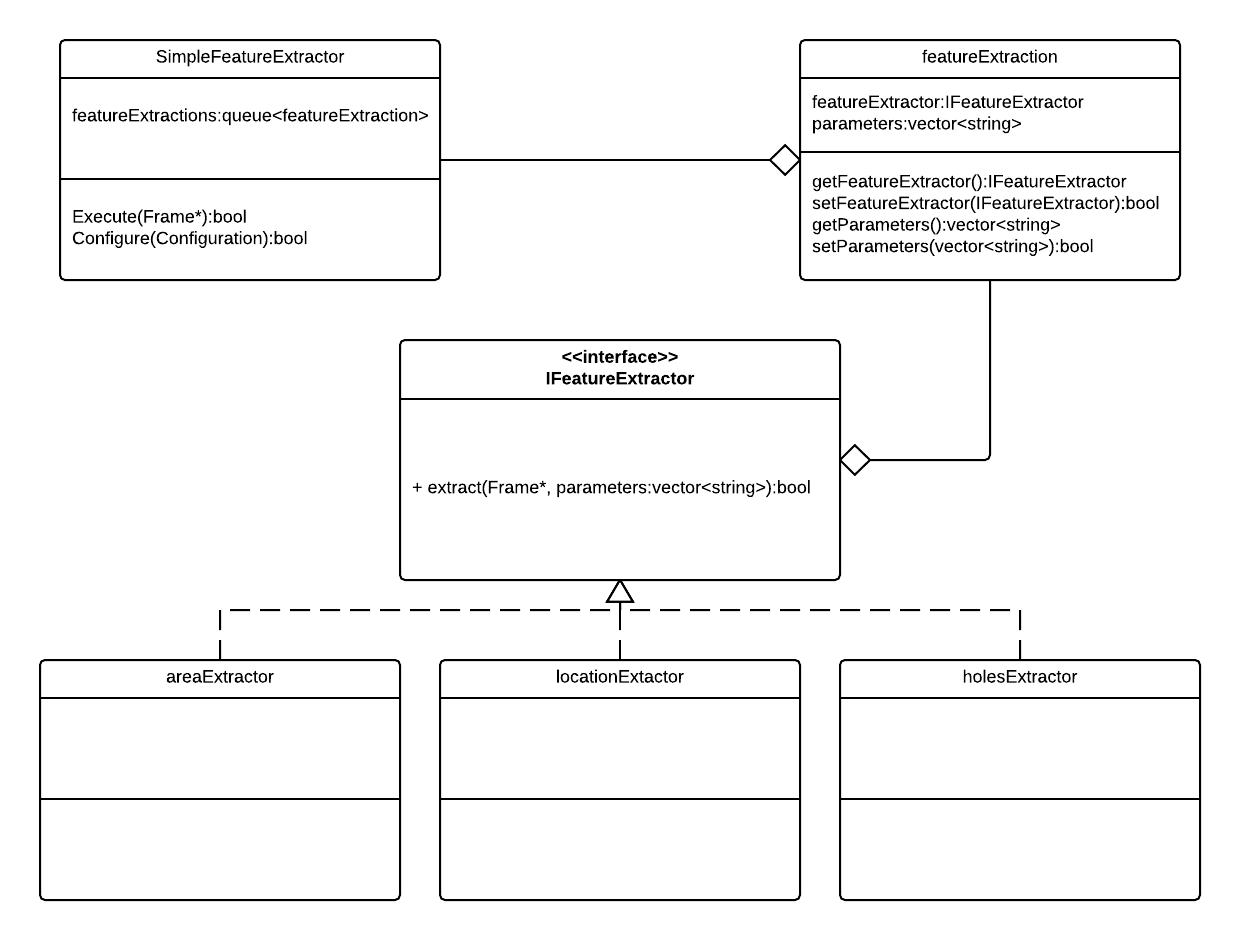 SimpleFeatureExtractor
featureExtractions:queue<featureExtraction>
Execute(Frame*):bool
Configure(Configuration):bool
featureExtraction
featureExtractor:IFeatureExtractor
parameters:vector<string>
getFeatureExtractor():IFeatureExtractor
setFeatureExtractor(IFeatureExtractor):bool
getParameters():vector<string>
setParameters(vector<string>):bool
<<interface>>
IFeatureExtractor
+ extract(Frame*, parameters:vector<string>):bool
areaExtractor
locationExtactor
holesExtractor